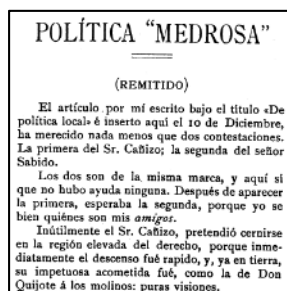 POLÍTICA "MEDROSA"
(REMITIDO)
El artículo por mí escrito bajo el título «De
política local» é inserto aquí el 10 de Diciembre,
ha merecido nada menos que dos contestaciones.
La primera del Sr. Cañizo; la segunda del señor
Sabido.
Los dos son de la misma marca, y aquí si
que no hubo ayuda ninguna. Después de aparecer
la primera, esperaba la segunda, porque yo se
bien quiénes son mis amigos.
Inútilmente el Sr. Cañizo, pretendió cernirse
en la región elevada del derecho, porque inme-
diatamente el descenso fué rapido, y, ya en tierra,
su impetuosa acometida fué, como la de Don
Quijote á los molinos: puras visiones.